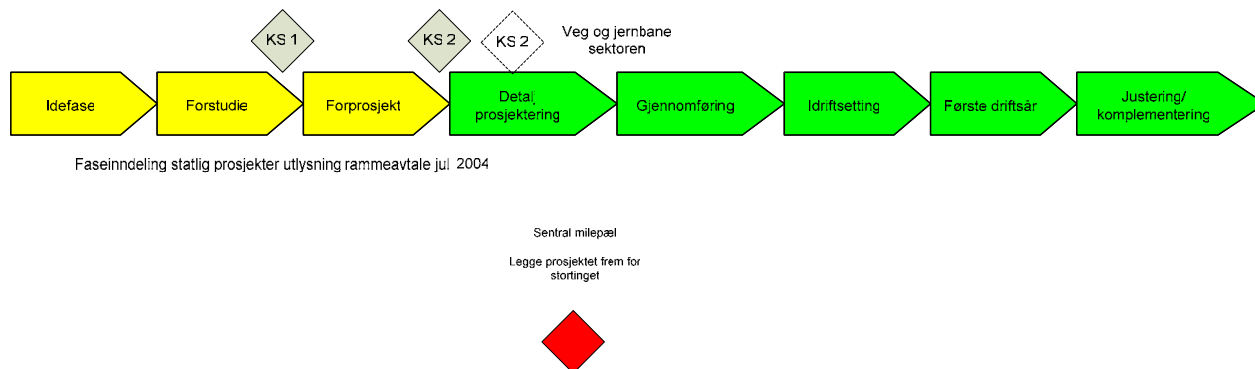 KS 1
KS 2
KS 2
Veg og jernbane
sektoren
Idefase
Forstudie
Forprosjekt
Detalj
prosjektering
Gjennomføring
Idriftsetting
Første driftsår
Justering/
komplementering
Faseinndeling statlig prosjekter utlysning rammeavtale jul 2004
Sentral milepæl
Legge prosjektet frem for
stortinget